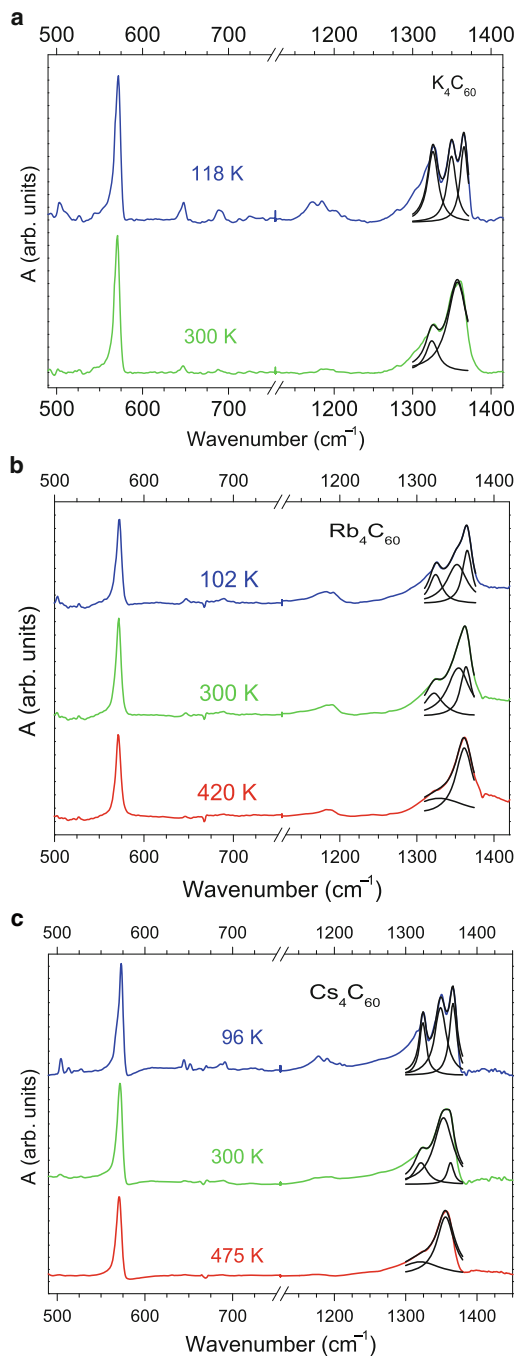 a
500 600 700 1200 1300 1400
K₄C₆₀
118 K
300 K
A (arb. units)
500 600 700 1200 1300 1400
Wavenumber (cm⁻¹)
b
500 600 700 1200 1300 1400
Rb₄C₆₀
102 K
300 K
420 K
A (arb. units)
500 600 700 1200 1300 1400
Wavenumber (cm⁻¹)
c
500 600 700 1200 1300 1400
Cs₄C₆₀
96 K
300 K
475 K
A (arb. units)
500 600 700 1200 1300 1400
Wavenumber (cm⁻¹)